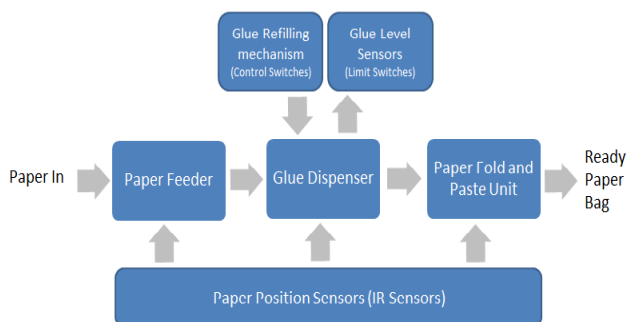 Glue Refilling
mechanism
(Control Switches)
Glue Level
Sensors
(Limit Switches)
Paper In
Paper Feeder
Glue Dispenser
Paper Fold and
Paste Unit
Ready
Paper
Bag
Paper Position Sensors (IR Sensors)